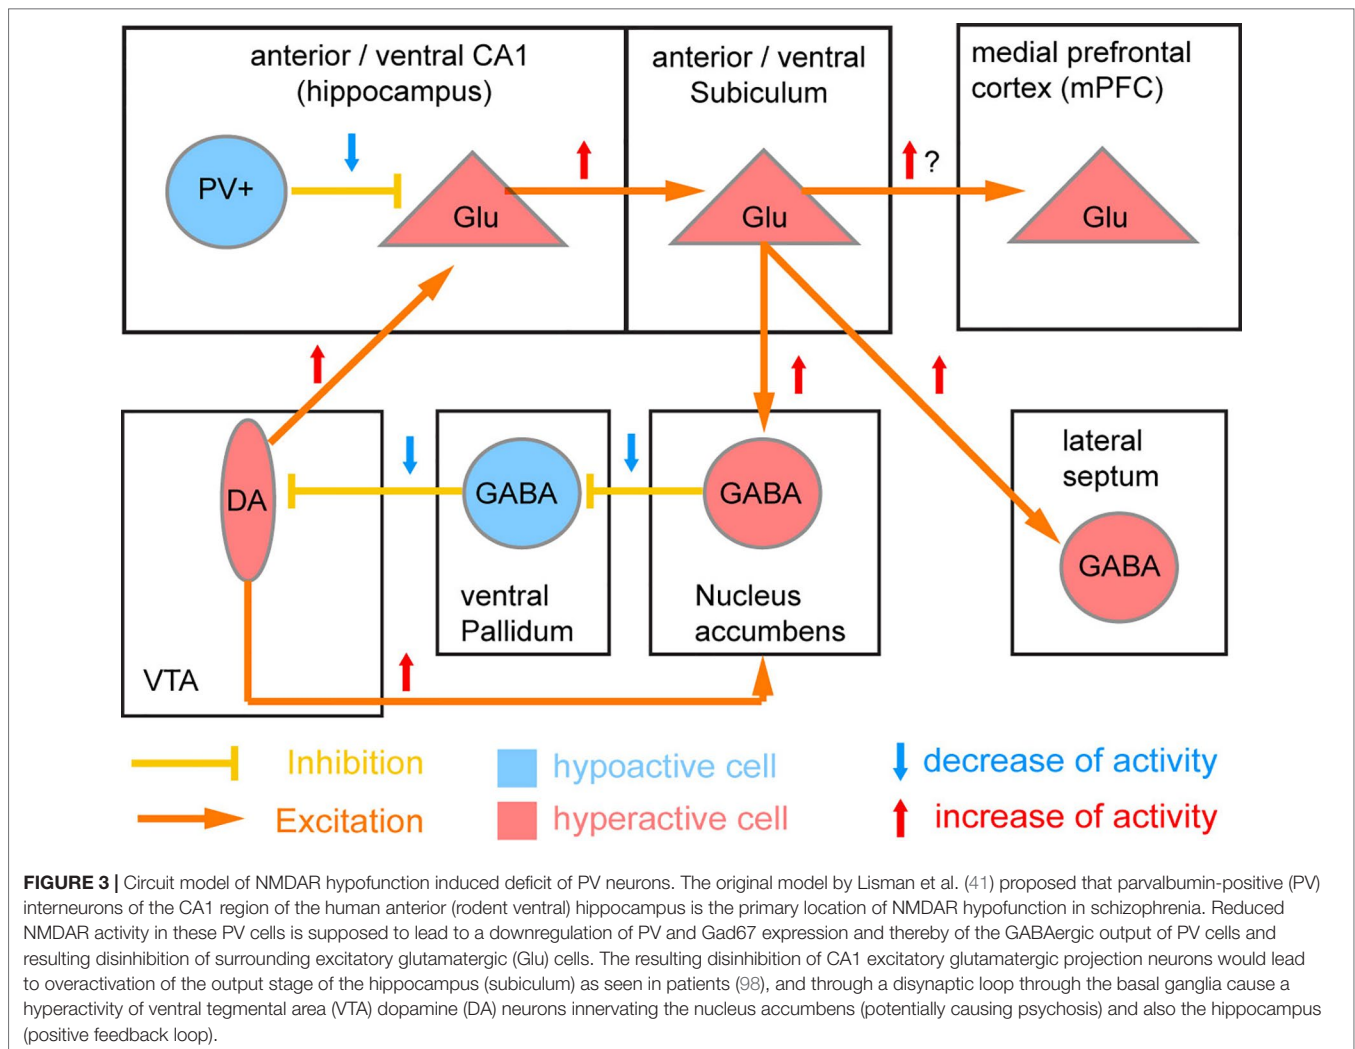 anterior / ventral CA1
(hippocampus)
anterior / ventral
Subiculum
medial prefrontal
cortex (mPFC)
PV+
Glu
Glu
?
Glu
DA
GABA
GABA
lateral
septum
GABA
ventral
Pallidum
Nucleus
accumbens
VTA
Inhibition
hypoactive cell
decrease of activity
Excitation
hyperactive cell
increase of activity
FIGURE 3 | Circuit model of NMDAR hypofunction induced deficit of PV neurons. The original model by Lisman et al. (41) proposed that parvalbumin-positive (PV)
interneurons of the CA1 region of the human anterior (rodent ventral) hippocampus is the primary location of NMDAR hypofunction in schizophrenia. Reduced
NMDAR activity in these PV cells is supposed to lead to a downregulation of PV and Gad67 expression and thereby of the GABAergic output of PV cells and
resulting disinhibition of surrounding excitatory glutamatergic (Glu) cells. The resulting disinhibition of CA1 excitatory glutamatergic projection neurons would lead
to overactivation of the output stage of the hippocampus (subiculum) as seen in patients (98), and through a disynaptic loop through the basal ganglia cause a
hyperactivity of ventral tegmental area (VTA) dopamine (DA) neurons innervating the nucleus accumbens (potentially causing psychosis) and also the hippocampus
(positive feedback loop).